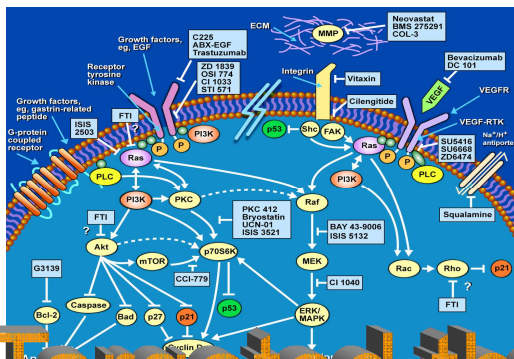 Growth factors,
eg, EGF
C225
ABX-EGF
Trastuzumab
ECM
MMP
Neovastat
BMS 275291
COL-3
Bevacizumab
DC 101
Receptor
tyrosine
kinase
ZD 1839
OSI 774
CI 1033
STI 571
Integrin
Vitaxin
VEGF
VEGFR
Growth factors,
eg, gastrin-related
peptide
Cilengitide
VEGF-RTK
G-protein
coupled
receptor
ISIS
2503
FTI
?
PI3K
p53
Shc
FAK
Na+/H+
antiporter
Ras
P
P
Ras
P
P
SU5416
SU6668
ZD6474
PLC
PLC
PI3K
PI3K
PKC
Raf
Squalamine
FTI
?
PKC 412
Bryostatin
UCN-01
ISIS 3521
BAY 43-9006
ISIS 5132
Akt
mTOR
p70S6K
MEK
Rac
Rho
p21
G3139
CCI-779
CI 1040
?
FTI
Bcl-2
Caspase
Bad
p27
p21
p53
ERK/
MAPK